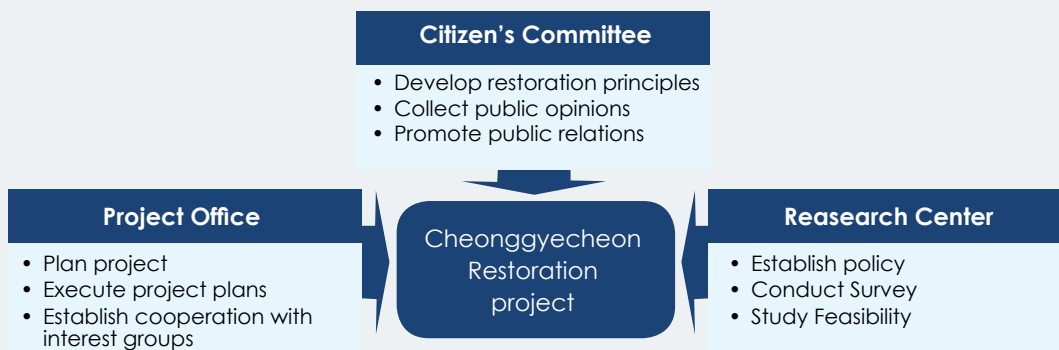 Citizen's Committee
• Develop restoration principles
• Collect public opinions
• Promote public relations
Project Office
• Plan project
• Execute project plans
• Establish cooperation with
interest groups
Cheonggyecheon
Restoration
project
Reasearch Center
• Establish policy
• Conduct Survey
• Study Feasibility